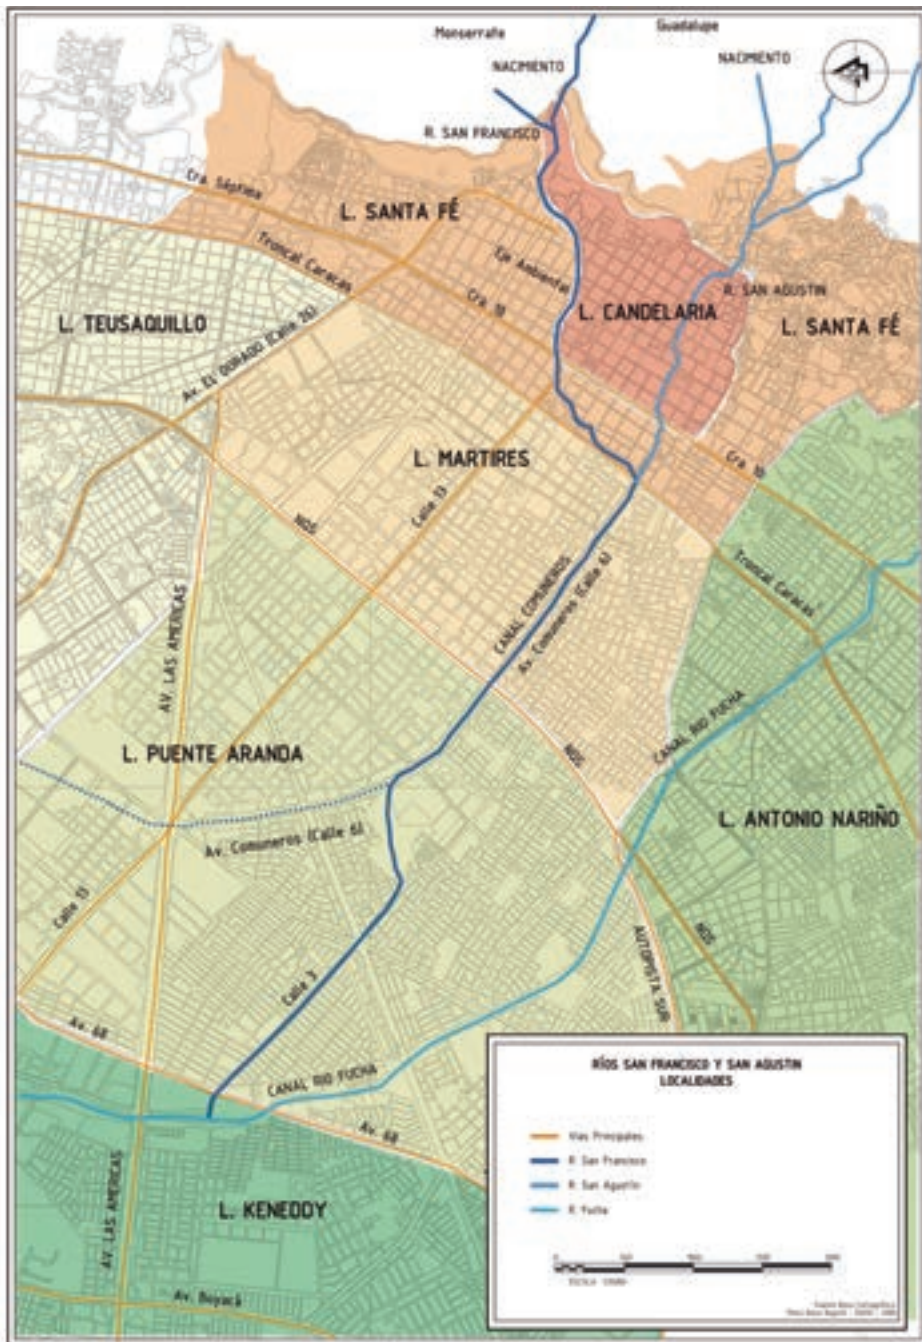 Monserrate
Guadalupe
NACIMIENTO
NACIMIENTO
R. SAN FRANCISCO
Cra Séptima
L. SANTA FÉ
Troncal Caracas
Eje Ambiental
Cra. 10
L. CANDELARIA
R. SAN AGUSTIN
L. SANTA FÉ
L. TEUSAQUILLO
Av. EL DORADO (Calle 26)
L. MARTIRES
Calle 13
Cra. 10
NQS
CANAL COMUNEROS
Av. Comuneros (Calle 6)
Troncal Caracas
AV. LAS AMERICAS
CANAL RIO FUCHA
L. PUENTE ARANDA
NQS
Av. Comuneros (Calle 6)
L. ANTONIO NARIÑO
Calle 13
NQS
AUTOPISTA SUR
Calle 3
Av. 68
CANAL RIO FUCHA
Av. 68
AV. LAS AMERICAS
L. KENEDDY
Av. Boyacá
RÍOS SAN FRANCISCO Y SAN AGUSTIN
LOCALIDADES
Vías Principales
R. San Francisco
R. San Agustín
R. Fucha